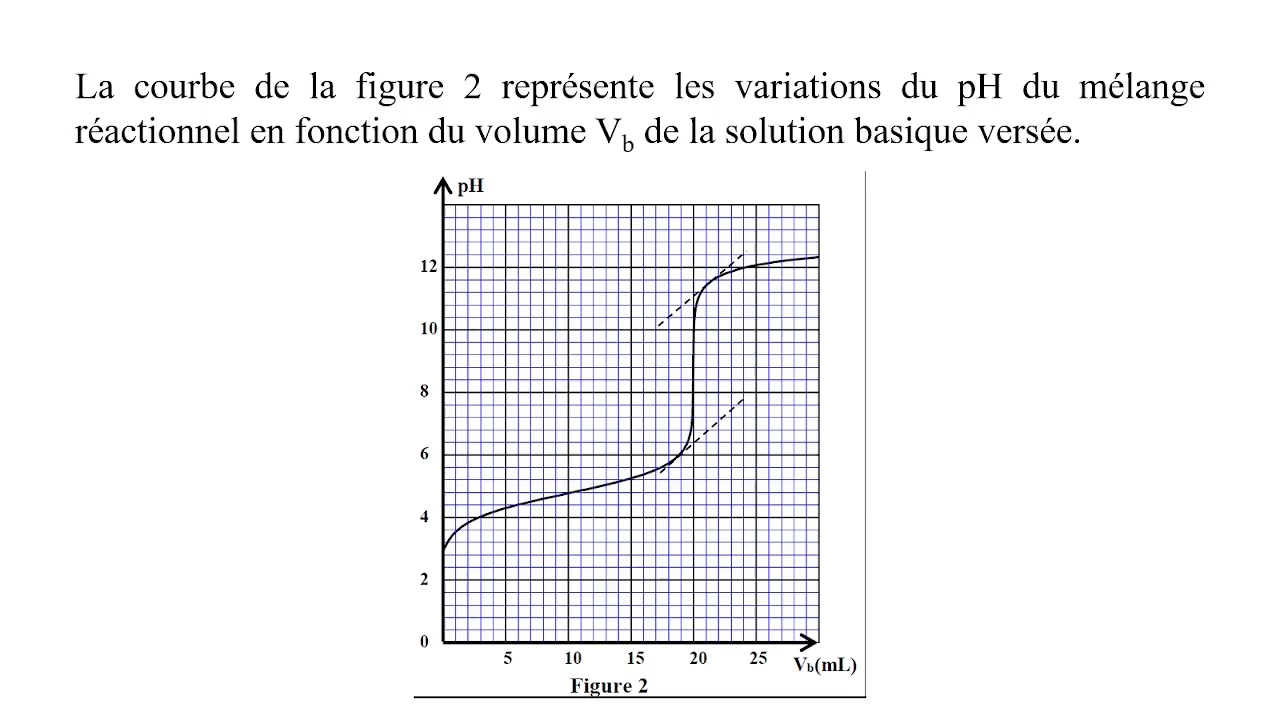 La courbe de la figure 2 représente les variations du pH du mélange
réactionnel en fonction du volume Vb de la solution basique versée.
pH
12
10
8
6
4
2
0
5 10 15 20 25 Vb(mL)
Figure 2